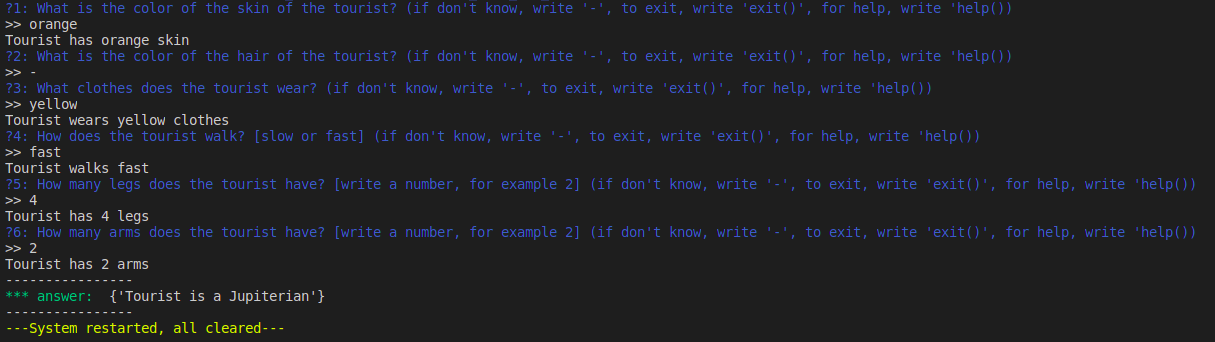 ?1: What is the color of the skin of the tourist? (if don't know, write '-', to exit, write 'exit()', for help, write 'help())
>> orange
Tourist has orange skin
?2: What is the color of the hair of the tourist? (if don't know, write '-', to exit, write 'exit()', for help, write 'help())
>> -
?3: What clothes does the tourist wear? (if don't know, write '-', to exit, write 'exit()', for help, write 'help())
>> yellow
Tourist wears yellow clothes
?4: How does the tourist walk? [slow or fast] (if don't know, write '-', to exit, write 'exit()', for help, write 'help())
>> fast
Tourist walks fast
?5: How many legs does the tourist have? [write a number, for example 2] (if don't know, write '-', to exit, write 'exit()', for help, write 'help())
>> 4
Tourist has 4 legs
?6: How many arms does the tourist have? [write a number, for example 2] (if don't know, write '-', to exit, write 'exit()', for help, write 'help())
>> 2
Tourist has 2 arms
----------------
*** answer:  {'Tourist is a Jupiterian'}
----------------
---System restarted, all cleared---